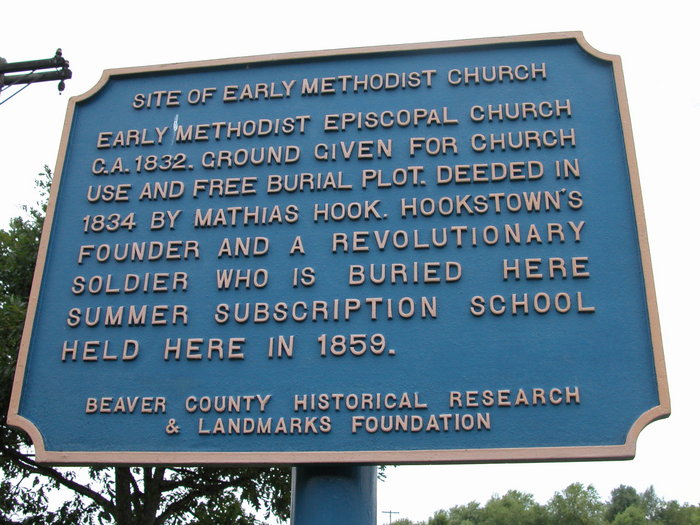 SITE OF EARLY METHODIST CHURCH
EARLY METHODIST EPISCOPAL CHURCH
C.A. 1832. GROUND GIVEN FOR CHURCH
USE AND FREE BURIAL PLOT. DEEDED IN
1834 BY MATHIAS HOOK. HOOKSTOWN'S
FOUNDER AND A REVOLUTIONARY
SOLDIER WHO IS BURIED HERE
SUMMER SUBSCRIPTION SCHOOL
HELD HERE IN 1859.
BEAVER COUNTY HISTORICAL RESEARCH
& LANDMARKS FOUNDATION